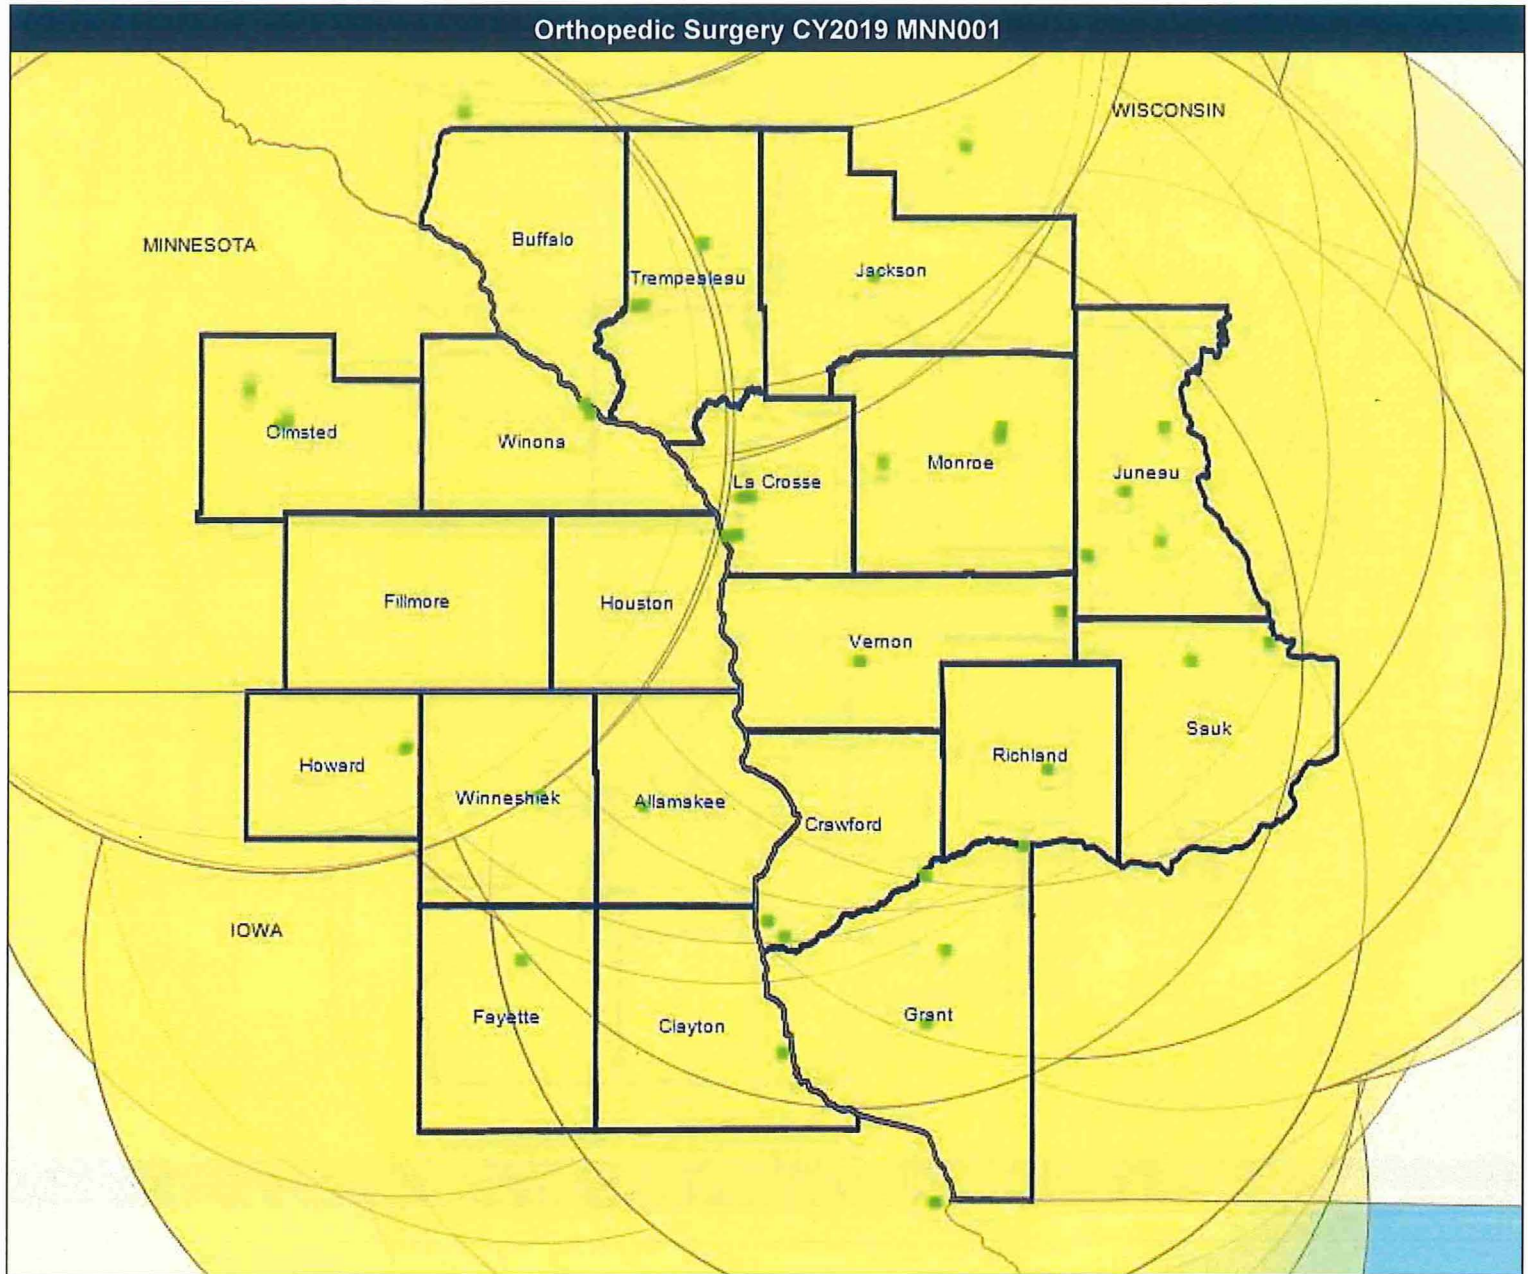 Orthopedic Surgery CY2019 MNN001
WISCONSIN
MINNESOTA
Buffalo
Trempealeau
Jackson
Olmsted
Winona
La Crosse
Monroe
Juneau
Fillmore
Houston
Vernon
Sauk
Richland
Howard
Winneshiek
Allamakee
Crawford
IOWA
Fayette
Clayton
Grant